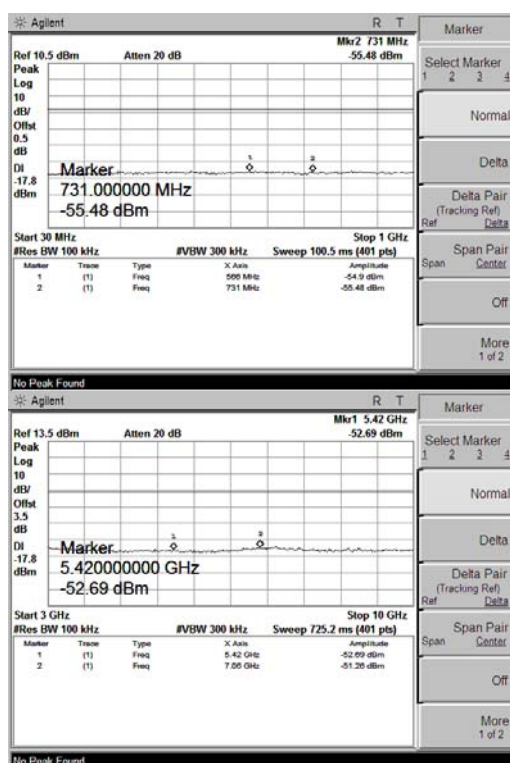 Agilent R T
Mkr2 731 MHz
Ref 10.5 dBm Atten 20 dB -55.48 dBm
Peak
Log
10
dB/
Offst
0.5
dB
DI
-17.8
dBm
1 2
Marker
731.000000 MHz
-55.48 dBm
Start 30 MHz Stop 1 GHz
#Res BW 100 kHz #VBW 300 kHz Sweep 100.5 ms (401 pts)
Marker Trace Type X Axis Amplitude
1 (1) Freq 566 MHz -54.9 dBm
2 (1) Freq 731 MHz -55.48 dBm
No Peak Found
Marker
Select Marker
1 2 3 4
Normal
Delta
Delta Pair
(Tracking Ref)
Ref Delta
Span Pair
Span Center
Off
More
1 of 2
Agilent R T
Mkr1 5.42 GHz
Ref 13.5 dBm Atten 20 dB -52.69 dBm
Peak
Log
10
dB/
Offst
3.5
dB
DI
-17.8
dBm
1 2
Marker
5.420000000 GHz
-52.69 dBm
Start 3 GHz Stop 10 GHz
#Res BW 100 kHz #VBW 300 kHz Sweep 725.2 ms (401 pts)
Marker Trace Type X Axis Amplitude
1 (1) Freq 5.42 GHz -52.69 dBm
2 (1) Freq -51.26 dBm
No Peak Found
Marker
Select Marker
1 2 3 4
Normal
Delta
Delta Pair
(Tracking Ref)
Ref Delta
Span Pair
Span Center
Off
More
1 of 2